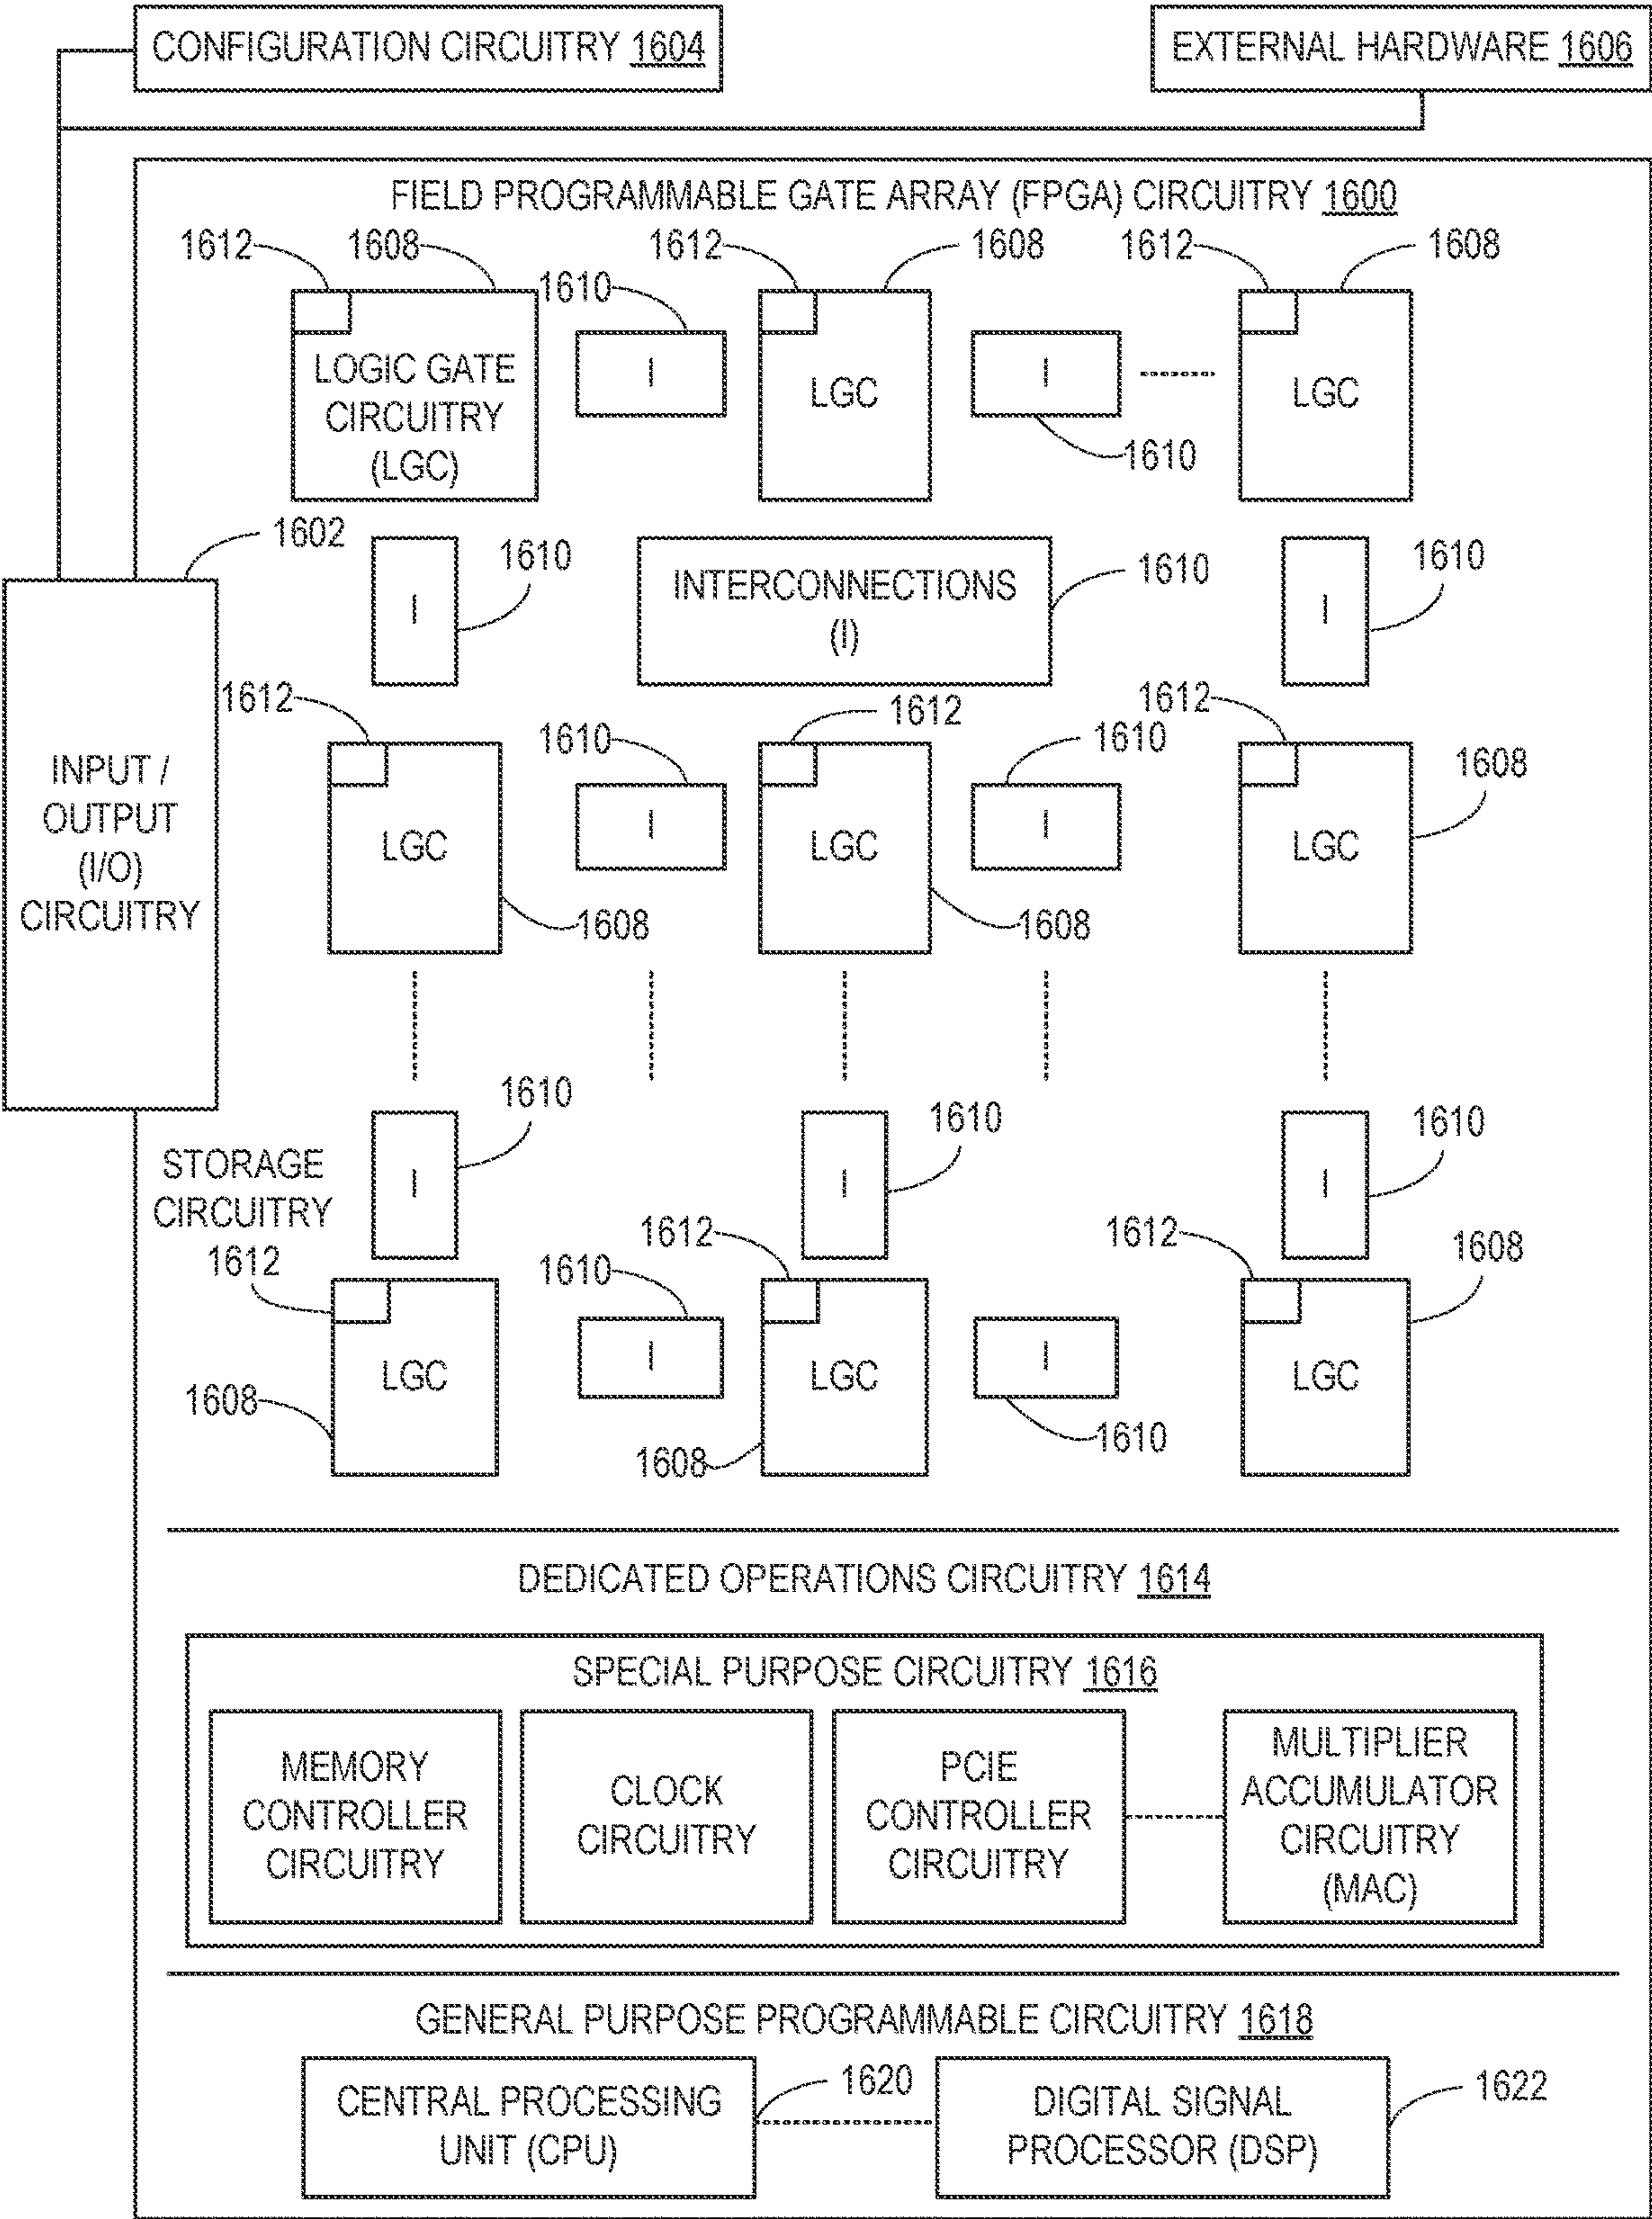 CONFIGURATION CIRCUITRY 1604
EXTERNAL HARDWARE 1606
FIELD PROGRAMMABLE GATE ARRAY (FPGA) CIRCUITRY 1600
1612
1608
1612
1608
1612
1608
1610
LOGIC GATE
CIRCUITRY
(LGC)
I
LGC
I
LGC
1610
1602
1610
I
INTERCONNECTIONS
(I)
1610
I
1610
INPUT /
OUTPUT
(I/O)
CIRCUITRY
1612
1610
1612
1610
1612
1608
LGC
I
LGC
I
LGC
1608
1608
1610
1610
1610
STORAGE
CIRCUITRY
1612
I
I
I
1610
1612
1612
1608
LGC
I
LGC
I
LGC
1608
1608
1610
DEDICATED OPERATIONS CIRCUITRY 1614
SPECIAL PURPOSE CIRCUITRY 1616
MEMORY
CONTROLLER
CIRCUITRY
CLOCK
CIRCUITRY
PCIE
CONTROLLER
CIRCUITRY
MULTIPLIER
ACCUMULATOR
CIRCUITRY
(MAC)
GENERAL PURPOSE PROGRAMMABLE CIRCUITRY 1618
CENTRAL PROCESSING
UNIT (CPU)
1620
DIGITAL SIGNAL
PROCESSOR (DSP)
1622